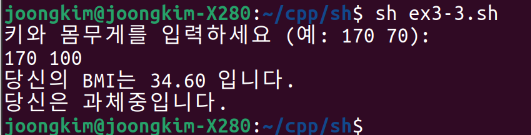 joongkim@joongkim-X280:~/cpp/sh$ sh ex3-3.sh
키와 몸무게를 입력하세요 (예: 170 70):
170 100
당신의 BMI는 34.60 입니다.
당신은 과체중입니다.
joongkim@joongkim-X280:~/cpp/sh$